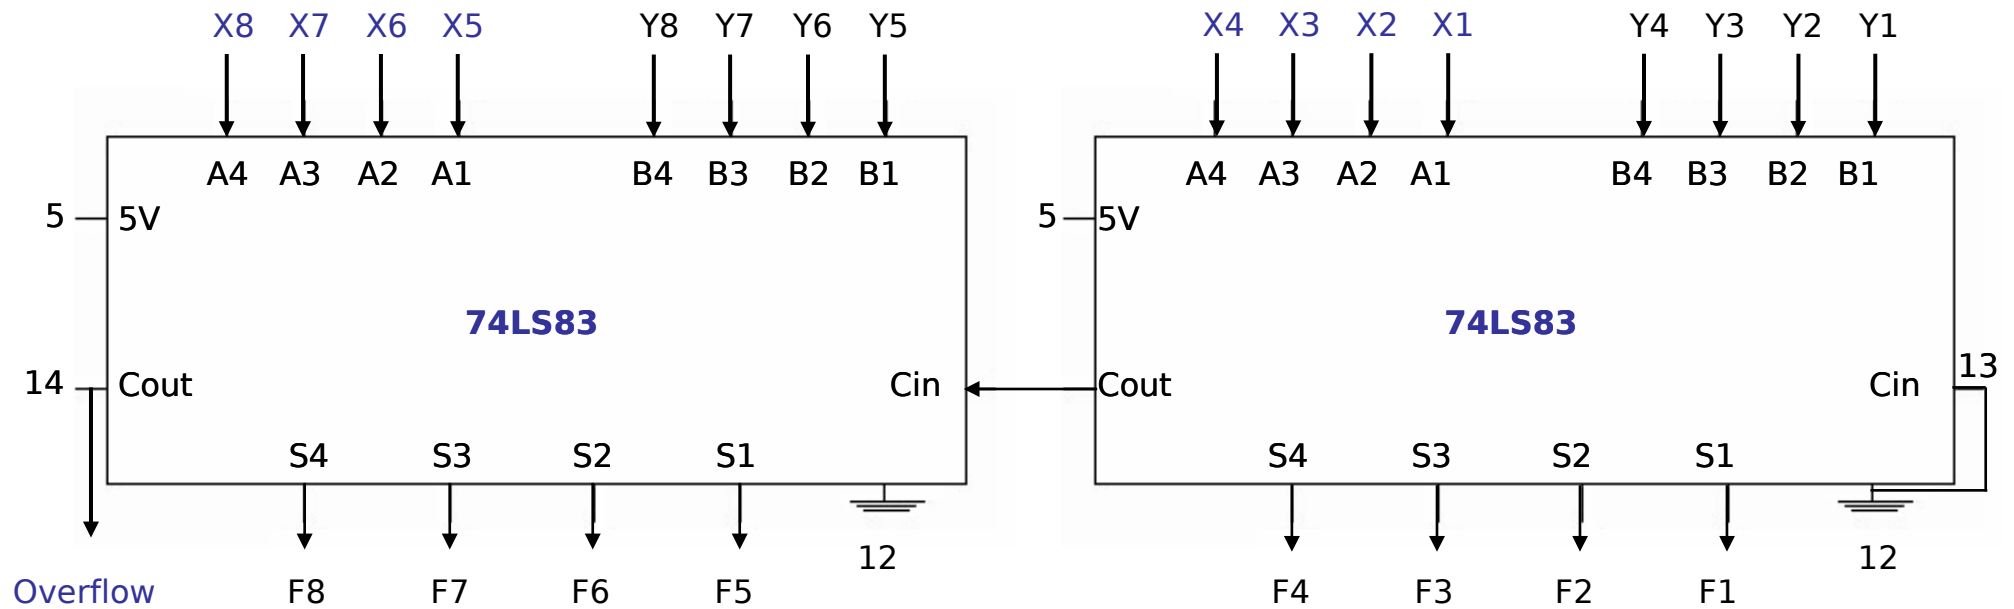 X8 X7 X6 X5 Y8 Y7 Y6 Y5 X4 X3 X2 X1 Y4 Y3 Y2 Y1
A4 A3 A2 A1 B4 B3 B2 B1 A4 A3 A2 A1 B4 B3 B2 B1
5 5V 5 5V
74LS83 74LS83
14 Cout Cin Cout Cin 13
S4 S3 S2 S1 S4 S3 S2 S1
12 12
Overflow F8 F7 F6 F5 F4 F3 F2 F1